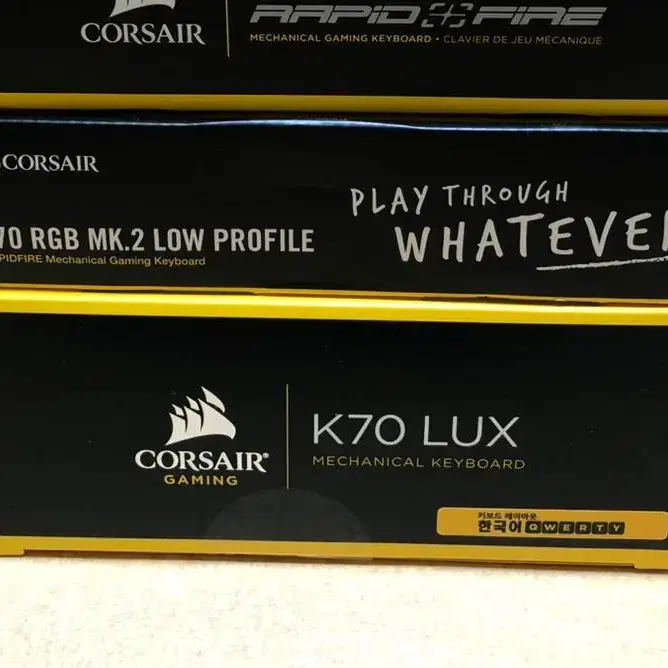 CORSAIR
RAPIDFIRE
MECHANICAL GAMING KEYBOARD • CLAVIER DE JEU MÉCANIQUE
CORSAIR
70 RGB MK.2 LOW PROFILE
PIDFIRE Mechanical Gaming Keyboard
PLAY THROUGH
WHATEVE
CORSAIR®
GAMING
K70 LUX
MECHANICAL KEYBOARD
키보드 레이아웃
한국어 QWERTY